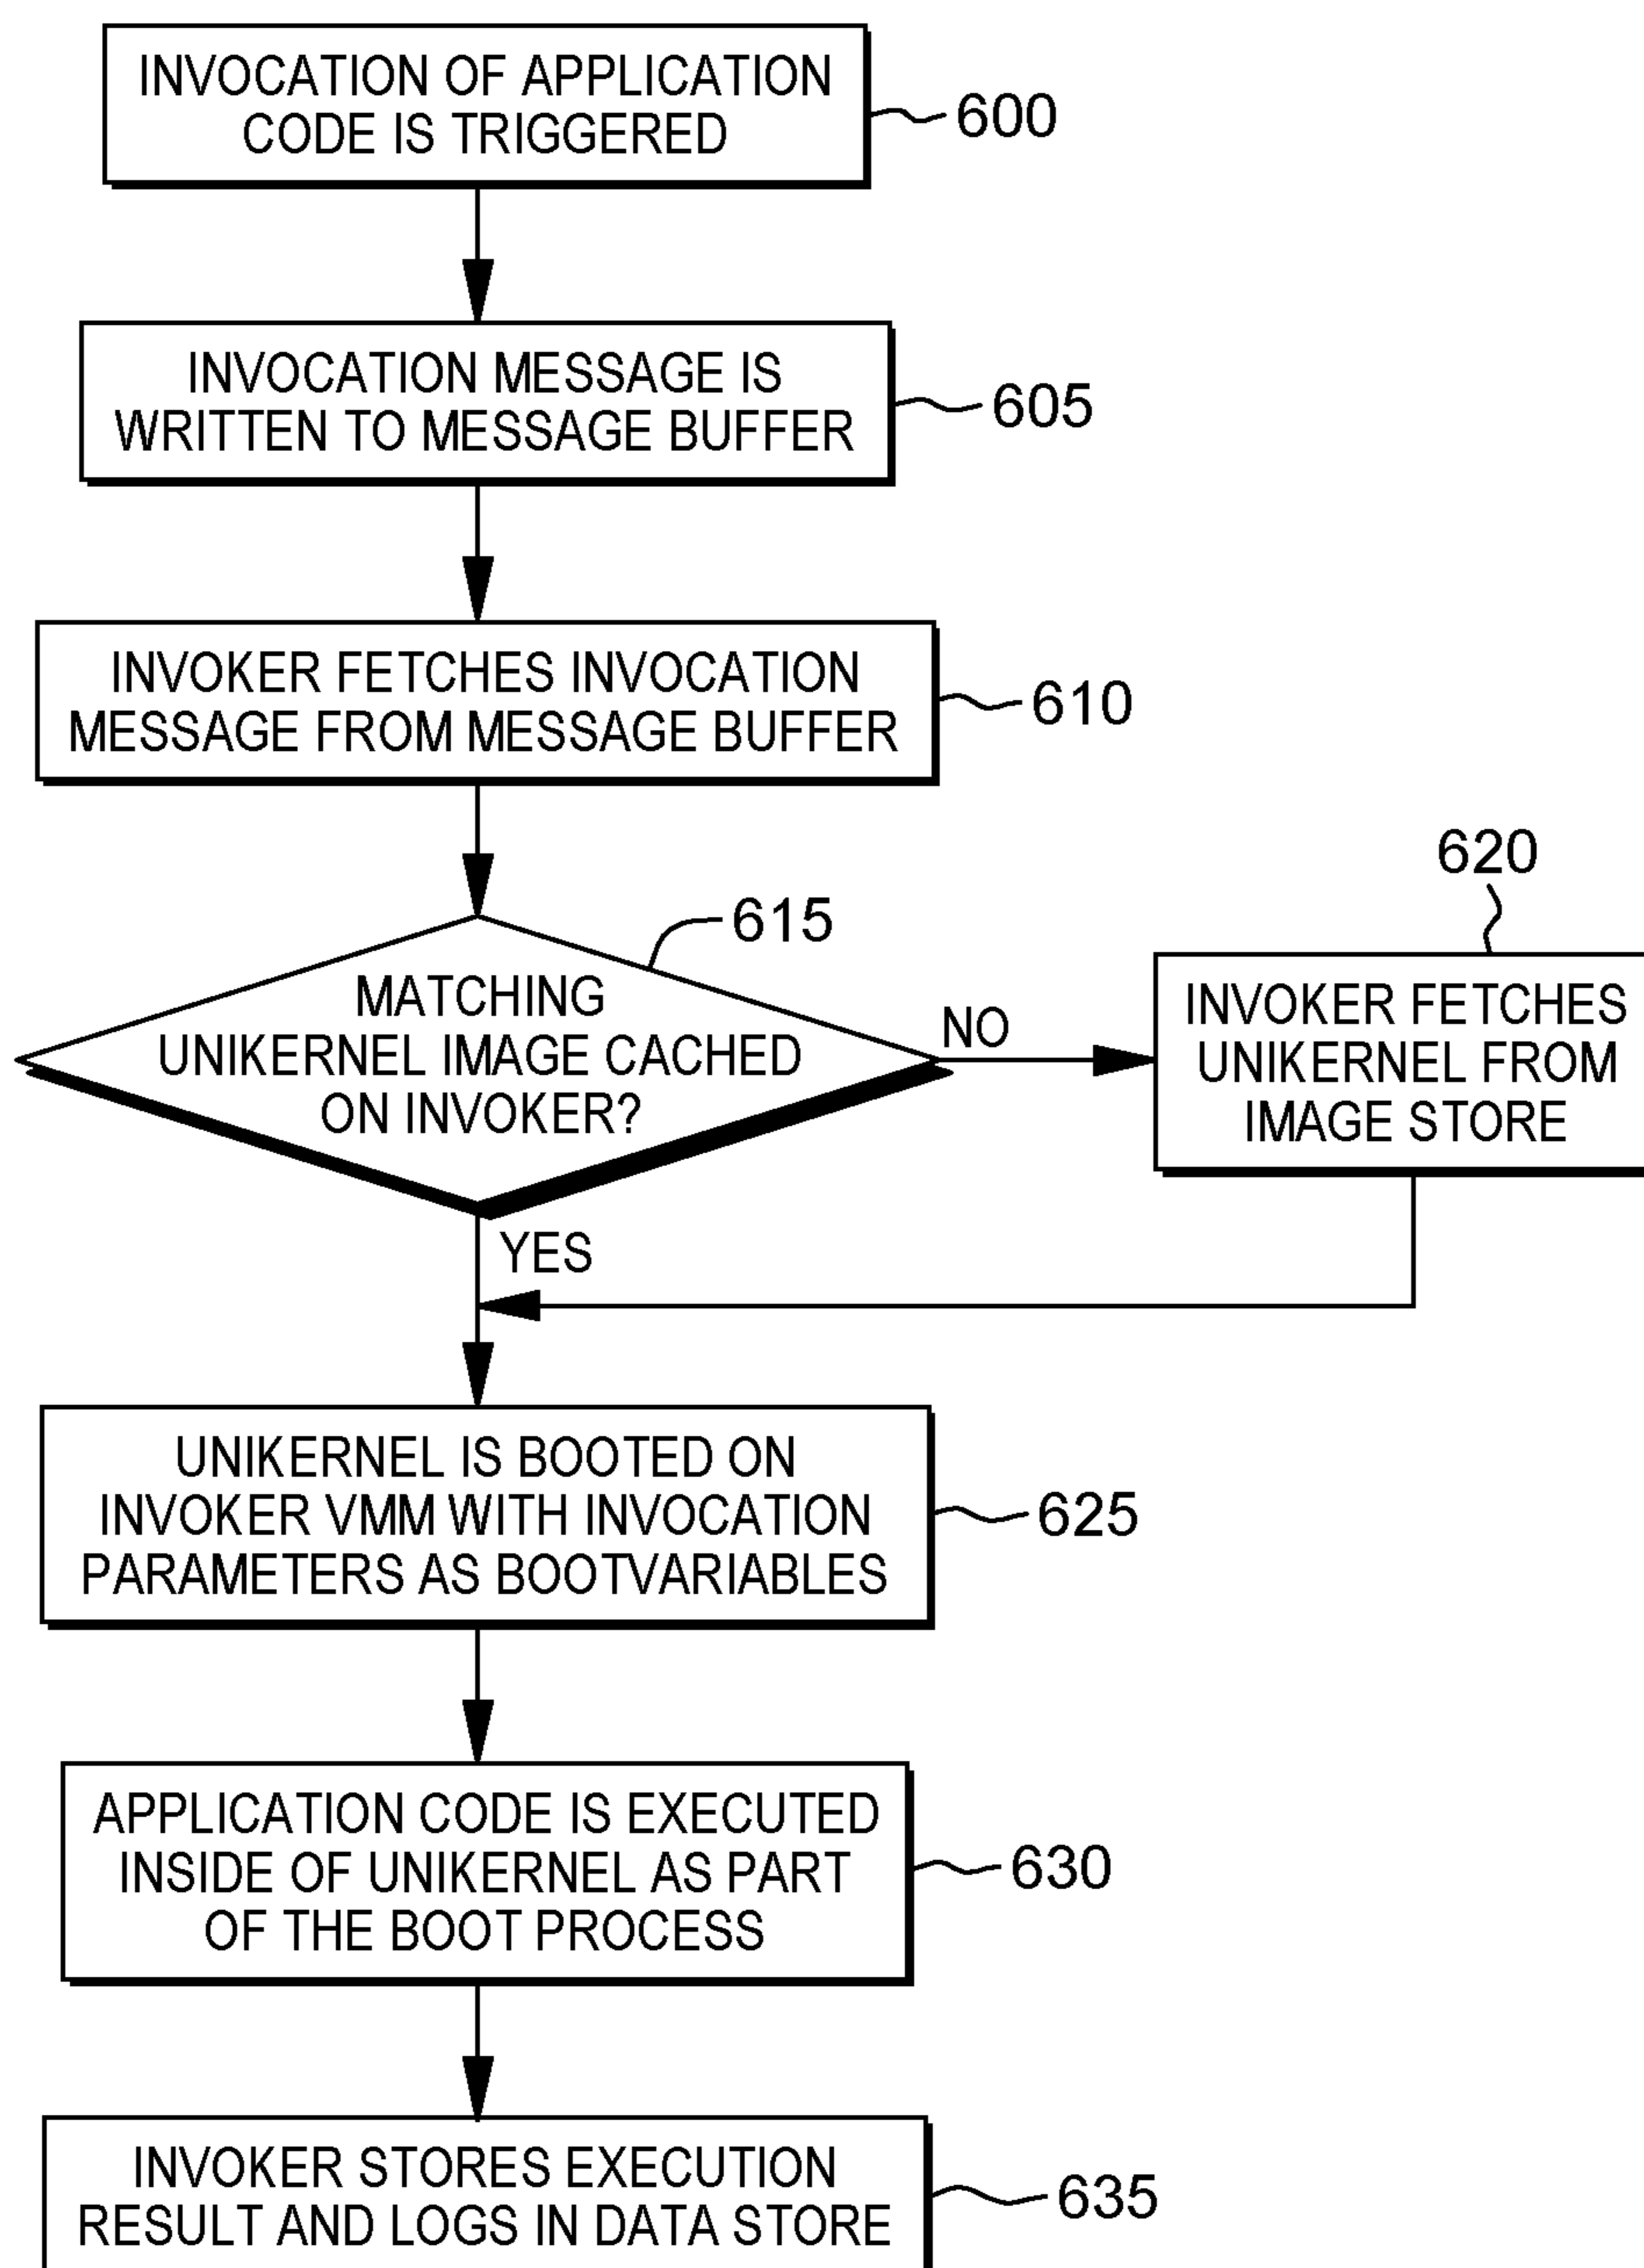 INVOCATION OF APPLICATION
CODE IS TRIGGERED
600
INVOCATION MESSAGE IS
WRITTEN TO MESSAGE BUFFER
605
INVOKER FETCHES INVOCATION
MESSAGE FROM MESSAGE BUFFER
610
615
MATCHING
UNIKERNEL IMAGE CACHED
ON INVOKER?
NO
620
INVOKER FETCHES
UNIKERNEL FROM
IMAGE STORE
YES
UNIKERNEL IS BOOTED ON
INVOKER VMM WITH INVOCATION
PARAMETERS AS BOOTVARIABLES
625
APPLICATION CODE IS EXECUTED
INSIDE OF UNIKERNEL AS PART
OF THE BOOT PROCESS
630
INVOKER STORES EXECUTION
RESULT AND LOGS IN DATA STORE
635